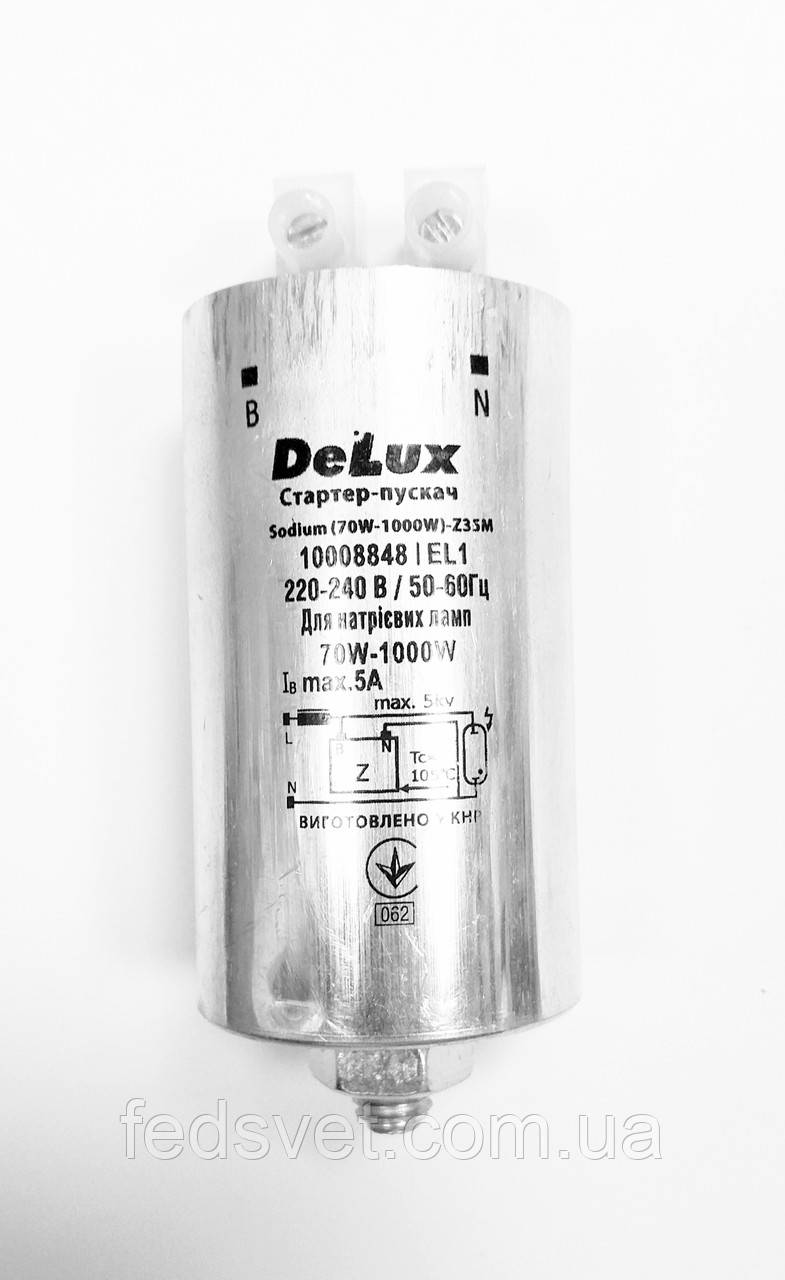 B N
DeLux
Стартер-пускач
Sodium (70W-1000W)-Z35M
10008848 | EL1
220-240 В / 50-60Гц
Для натрієвих ламп
70W-1000W
IB max.5A
max. 5kv
L
B N
Z
Tc=
105°C
N
ВИГОТОВЛЕНО У КНР
062
fedsvet.com.ua